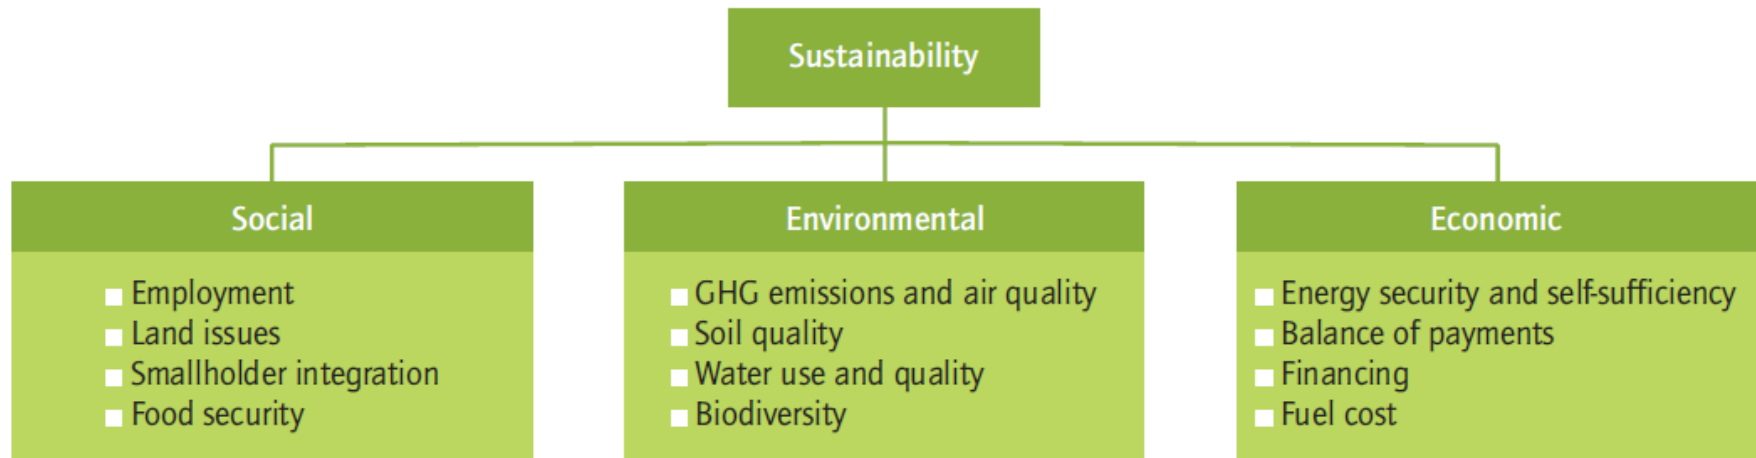 Sustainability
Social
Employment
Land issues
Smallholder integration
Food security
Environmental
GHG emissions and air quality
Soil quality
Water use and quality
Biodiversity
Economic
Energy security and self-sufficiency
Balance of payments
Financing
Fuel cost